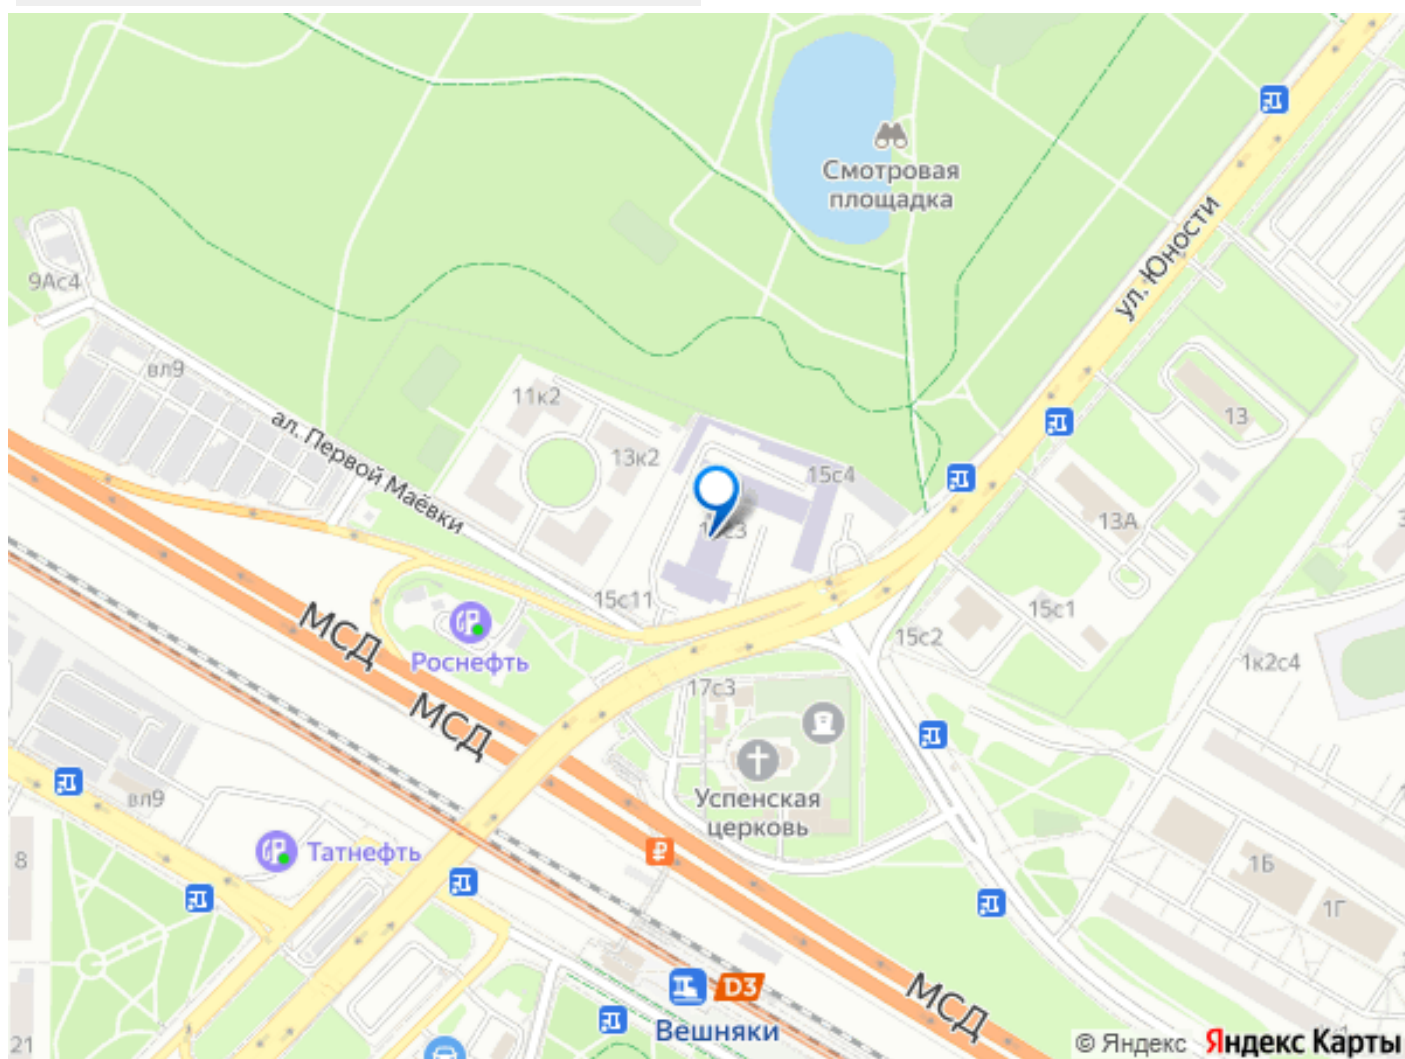 Смотровая
площадка
ул. Юности
9Ас4
вл9
ал. Первой Маёвки
11к2
13к2
15с4
13
13А
15с11
15с1
15с2
1к2с4
МСД
Роснефть
МСД
17с3
Успенская
церковь
вл9
Татнефть
8
₽
1Б
1Г
D3
Вешняки
МСД
21
© Яндекс Яндекс Карты